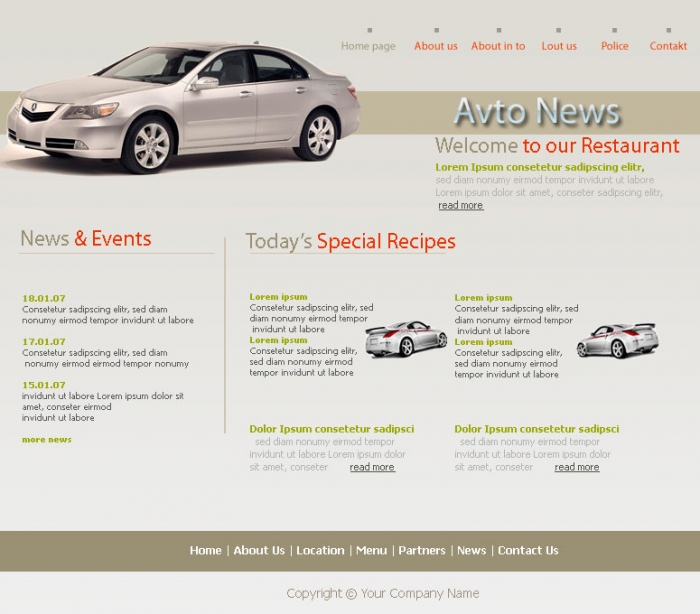 Home page About us About in to Lout us Police Contakt
Avto News
Welcome to our Restaurant
Lorem Ipsum consetetur sadipscing elitr,
sed diam nonumy eirmod tempor invidunt ut labore
Lorem ipsum dolor sit amet, conseter sadipscing elitr,
read more
News & Events
18.01.07
Consetetur sadipscing elitr, sed diam
nonumy eirmod tempor invidunt ut labore
17.01.07
Consetetur sadipscing elitr, sed diam
nonumy eirmod eirmod tempor nonumy
15.01.07
invidunt ut labore Lorem ipsum dolor sit
amet, conseter eirmod
invidunt ut labore
more news
Today's Special Recipes
Lorem ipsum
Consetetur sadipscing elitr, sed
diam nonumy eirmod tempor
invidunt ut labore
Lorem ipsum
Consetetur sadipscing elitr,
sed diam nonumy eirmod
tempor invidunt ut labore
Lorem ipsum
Consetetur sadipscing elitr, sed
diam nonumy eirmod tempor
invidunt ut labore
Lorem ipsum
Consetetur sadipscing elitr,
sed diam nonumy eirmod
tempor invidunt ut labore
Dolor Ipsum consetetur sadipsci
sed diam nonumy eirmod tempor
invidunt ut labore Lorem ipsum dolor
sit amet, conseter read more
Dolor Ipsum consetetur sadipsci
sed diam nonumy eirmod tempor
invidunt ut labore Lorem ipsum dolor
sit amet, conseter read more
Home | About Us | Location | Menu | Partners | News | Contact Us
Copyright © Your Company Name